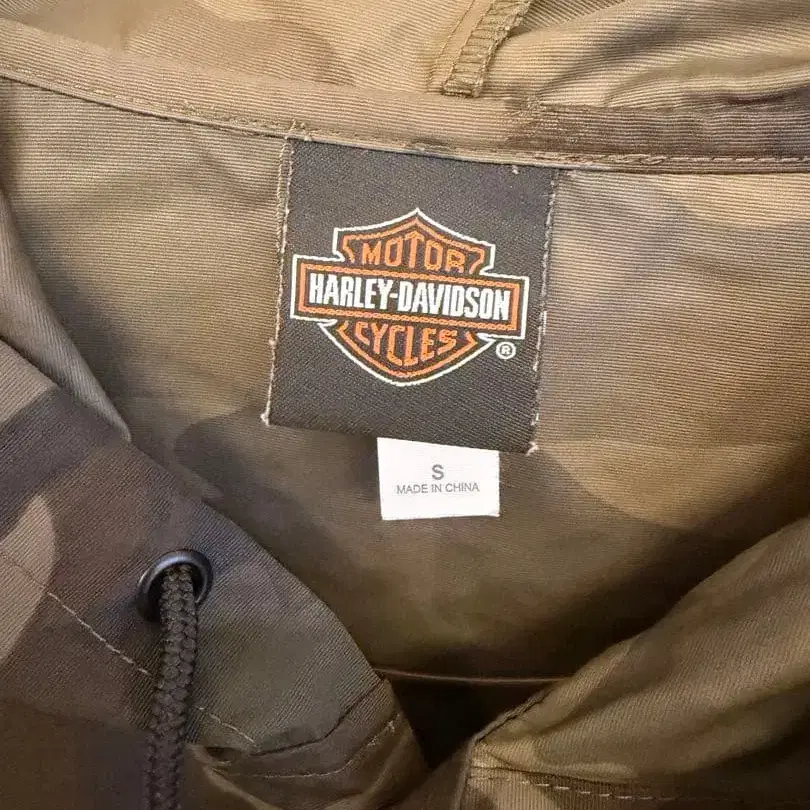 MOTOR
HARLEY-DAVIDSON
CYCLES
®
S
MADE IN CHINA